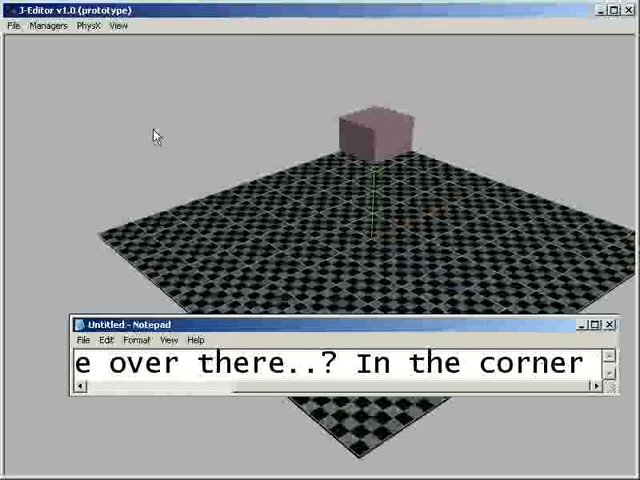 J-Editor v1.0 (prototype)
File Managers PhysX View
Untitled - Notepad
File Edit Format View Help
e over there..? In the corner